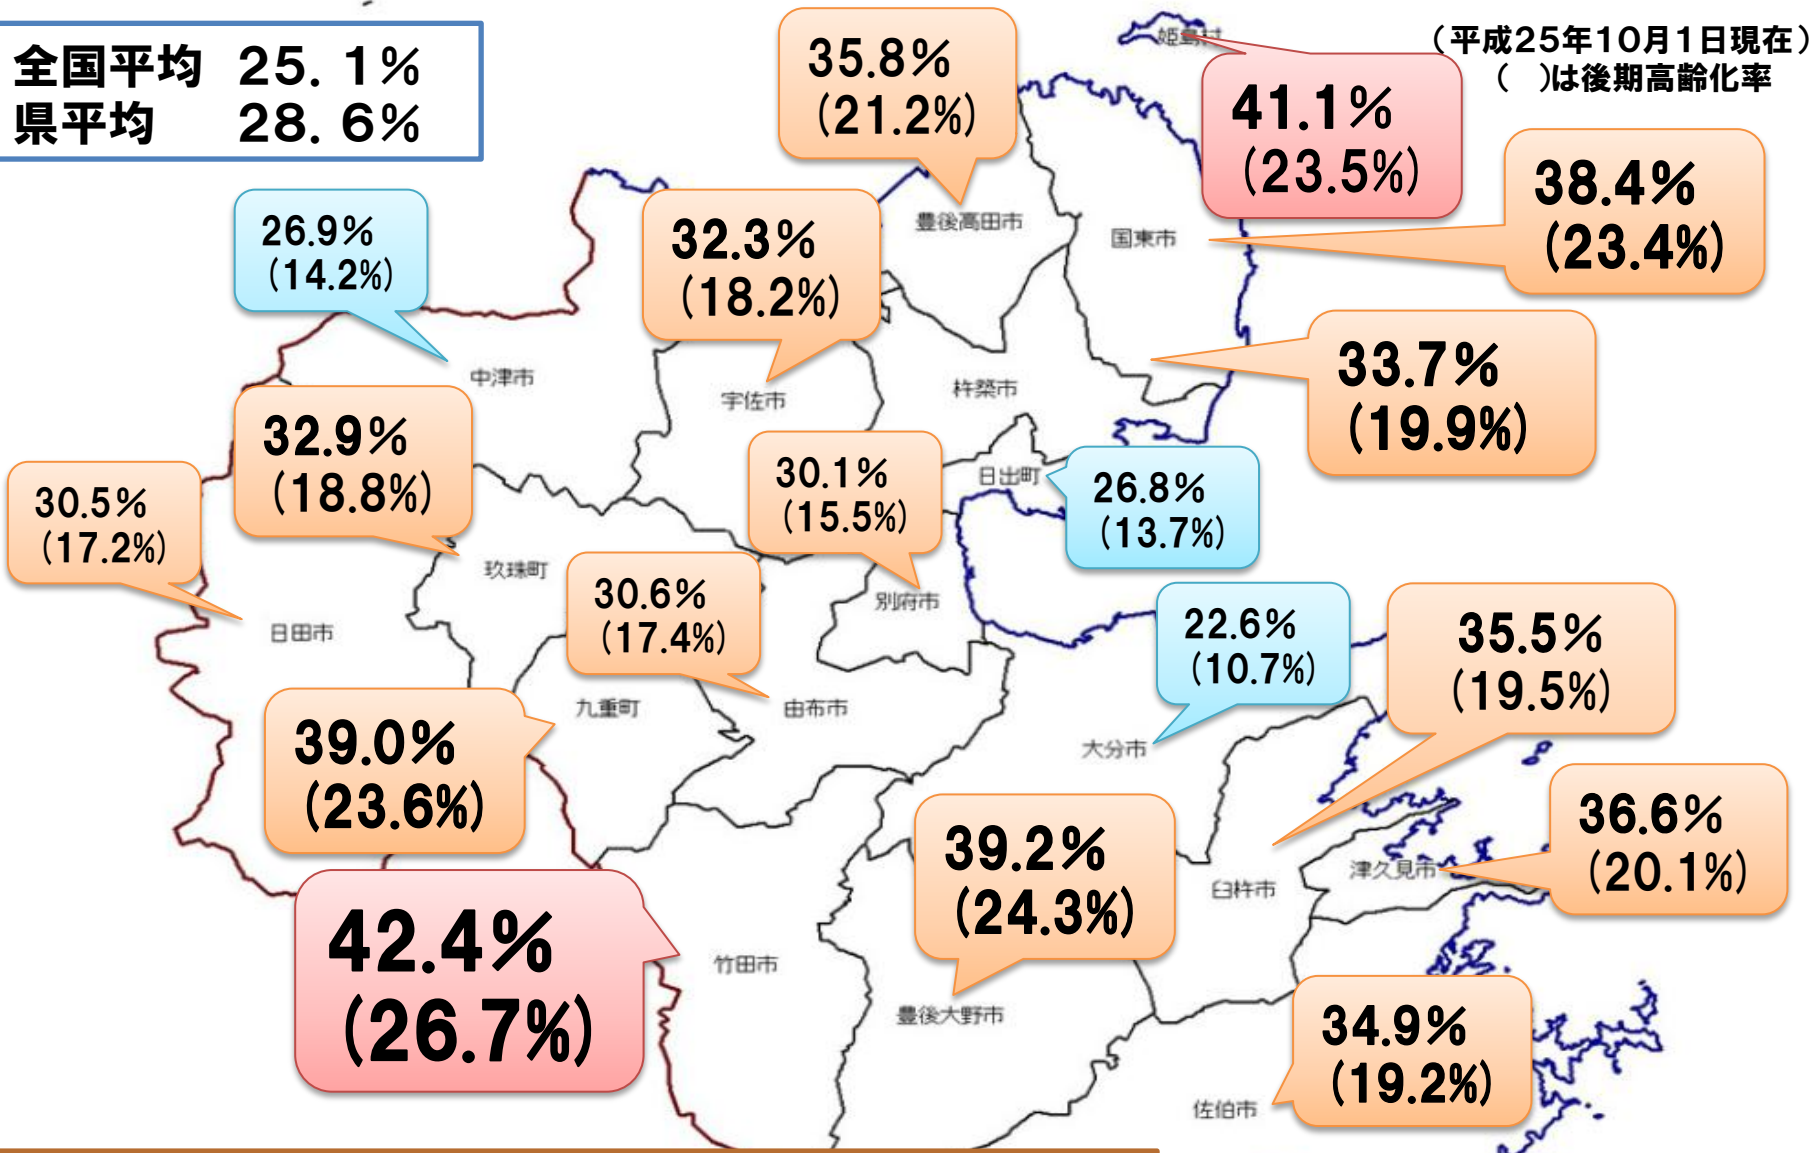 全国平均 25.1%
県平均 28.6%
(平成25年10月1日現在)
( )は後期高齢化率
35.8%
(21.2%)
姫島村
41.1%
(23.5%)
38.4%
(23.4%)
26.9%
(14.2%)
32.3%
(18.2%)
豊後高田市
国東市
33.7%
(19.9%)
中津市
宇佐市
杵築市
32.9%
(18.8%)
30.5%
(17.2%)
30.1%
(15.5%)
日出町
26.8%
(13.7%)
玖珠町
30.6%
(17.4%)
別府市
22.6%
(10.7%)
35.5%
(19.5%)
日田市
九重町
由布市
大分市
39.0%
(23.6%)
39.2%
(24.3%)
36.6%
(20.1%)
津久見市
臼杵市
42.4%
(26.7%)
竹田市
豊後大野市
34.9%
(19.2%)
佐伯市